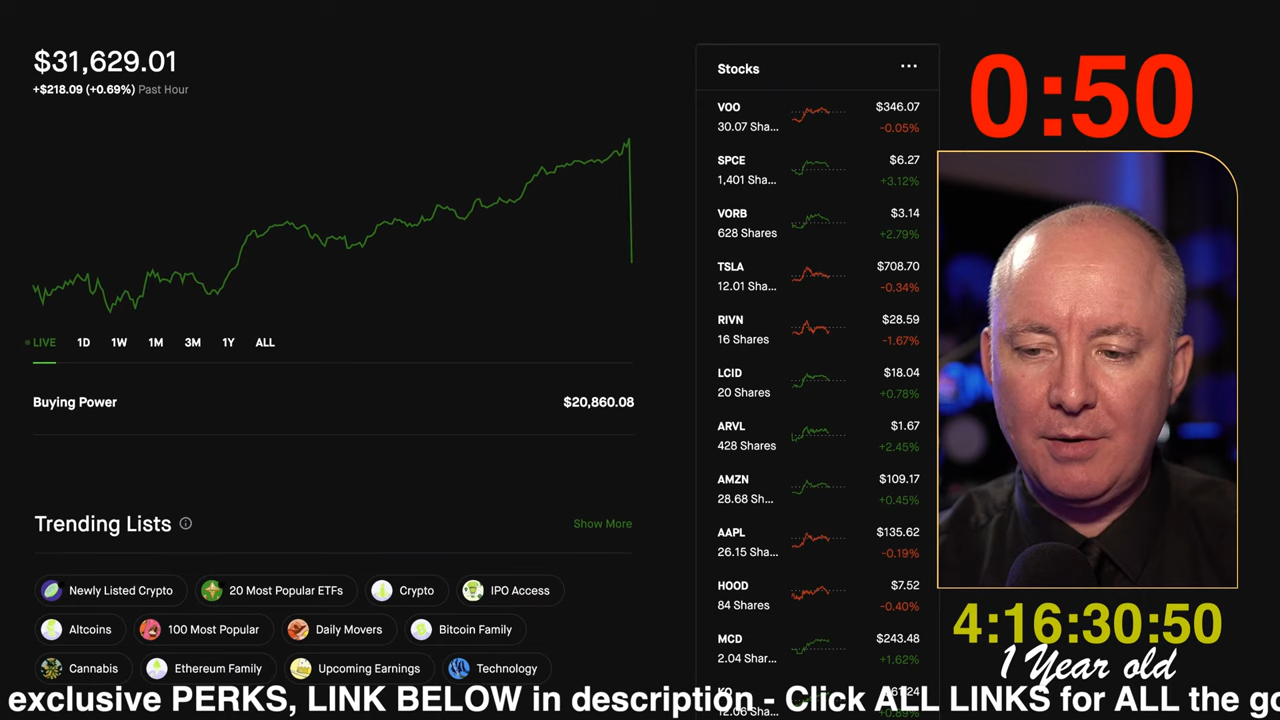 $31,629.01
+$218.09 (+0.69%) Past Hour
LIVE 1D 1W 1M 3M 1Y ALL
Buying Power $20,860.08
Trending Lists
Show More
Newly Listed Crypto 20 Most Popular ETFs Crypto IPO Access
Altcoins 100 Most Popular Daily Movers Bitcoin Family
Cannabis Ethereum Family Upcoming Earnings Technology
Stocks
VOO $346.07
30.07 Sha... -0.05%
SPCE $6.27
1,401 Sha... +3.12%
VORB $3.14
628 Shares +2.79%
TSLA $708.70
12.01 Sha... -0.34%
RIVN $28.59
16 Shares -1.67%
LCID $18.04
20 Shares +0.78%
ARVL $1.67
428 Shares +2.45%
AMZN $109.17
28.68 Sh... +0.45%
AAPL $135.62
26.15 Sha... -0.19%
HOOD $7.52
84 Shares -0.40%
MCD $243.48
2.04 Shar... +1.62%
12.06 Sha...
0:50
4:16:30:50
1 Year old
exclusive PERKS, LINK BELOW in description - Click ALL LINKS for ALL the go